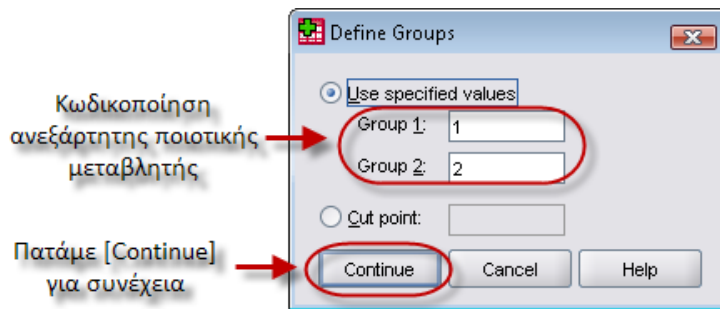 Define Groups
Use specified values
Κωδικοποίηση
ανεξάρτητης ποιοτικής
μεταβλητής
Group 1: 1
Group 2: 2
Cut point:
Πατάμε [Continue]
για συνέχεια
Continue Cancel Help